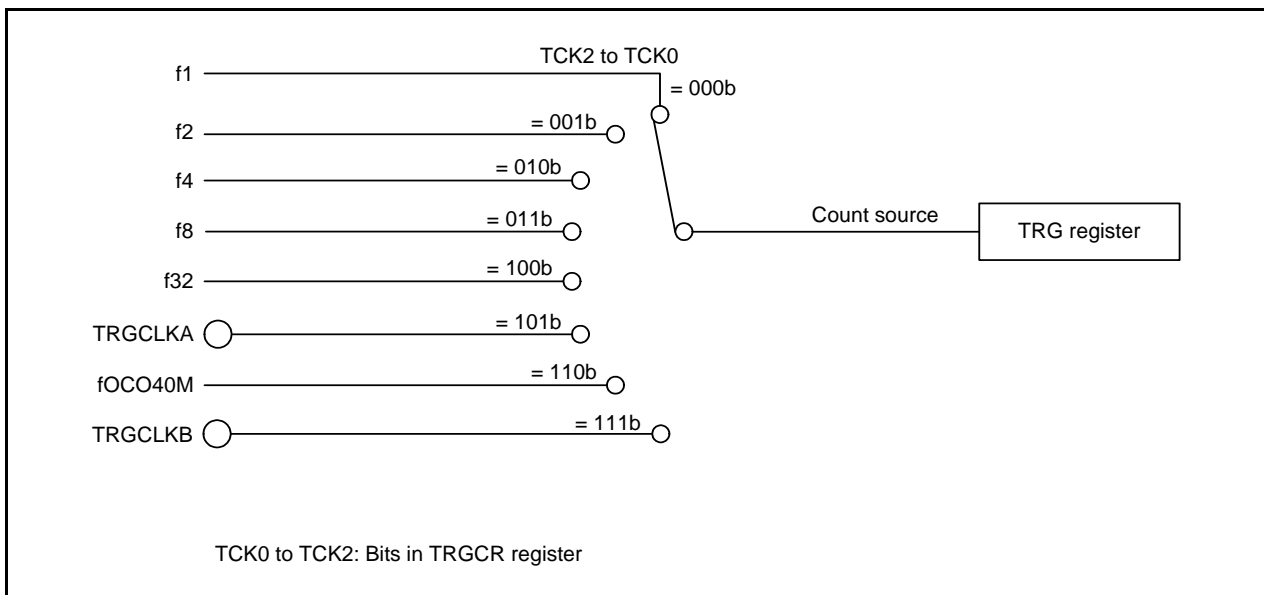 TCK2 to TCK0
f1
= 000b
f2
= 001b
f4
= 010b
f8
= 011b
Count source
TRG register
f32
= 100b
TRGCLKA
= 101b
fOCO40M
= 110b
TRGCLKB
= 111b
TCK0 to TCK2: Bits in TRGCR register